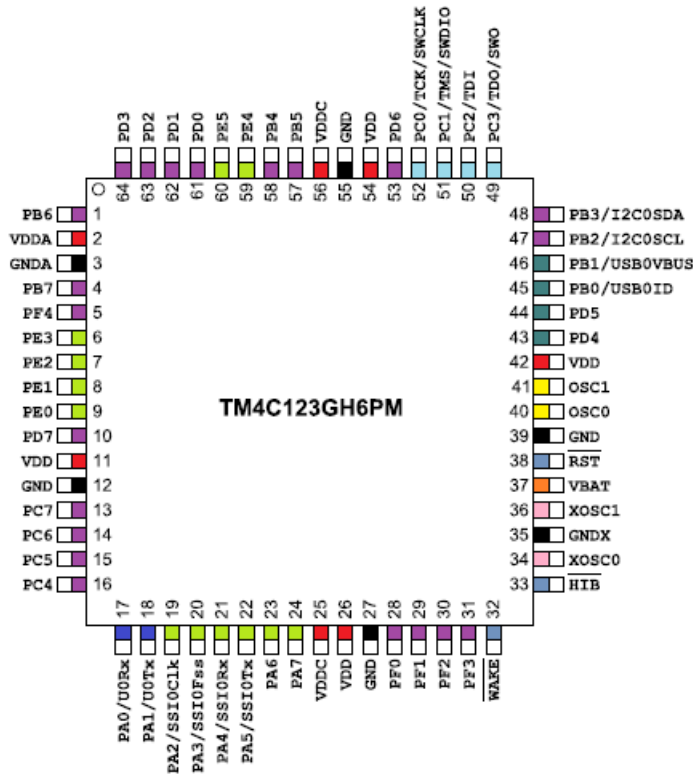 PD3
PD2
PD1
PD0
PE5
PE4
PB4
PB5
VDDC
GND
VDD
PD6
PC0/TCK/SWCLK
PC1/TMS/SWDIO
PC2/TDI
PC3/TDO/SWO
64
63
62
61
60
59
58
57
56
55
54
53
52
51
50
49
PB6 1
VDDA 2
GNDA 3
PB7 4
PF4 5
PE3 6
PE2 7
PE1 8
PE0 9
PD7 10
VDD 11
GND 12
PC7 13
PC6 14
PC5 15
PC4 16
TM4C123GH6PM
48 PB3/I2C0SDA
47 PB2/I2C0SCL
46 PB1/USB0VBUS
45 PB0/USB0ID
44 PD5
43 PD4
42 VDD
41 OSC1
40 OSC0
39 GND
38 RST
37 VBAT
36 XOSC1
35 GNDX
34 XOSC0
33 HIB
17
18
19
20
21
22
23
24
25
26
27
28
29
30
31
32
PA0/U0Rx
PA1/U0Tx
PA2/SSI0Clk
PA3/SSI0Fss
PA4/SSI0Rx
PA5/SSI0Tx
PA6
PA7
VDDC
VDD
GND
PF0
PF1
PF2
PF3
WAKE